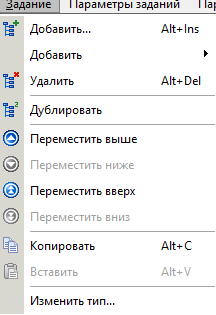 Задание Параметры заданий
Добавить... Alt+Ins
Добавить
Удалить Alt+Del
Дублировать
Переместить выше
Переместить ниже
Переместить вверх
Переместить вниз
Копировать Alt+C
Вставить Alt+V
Изменить тип...